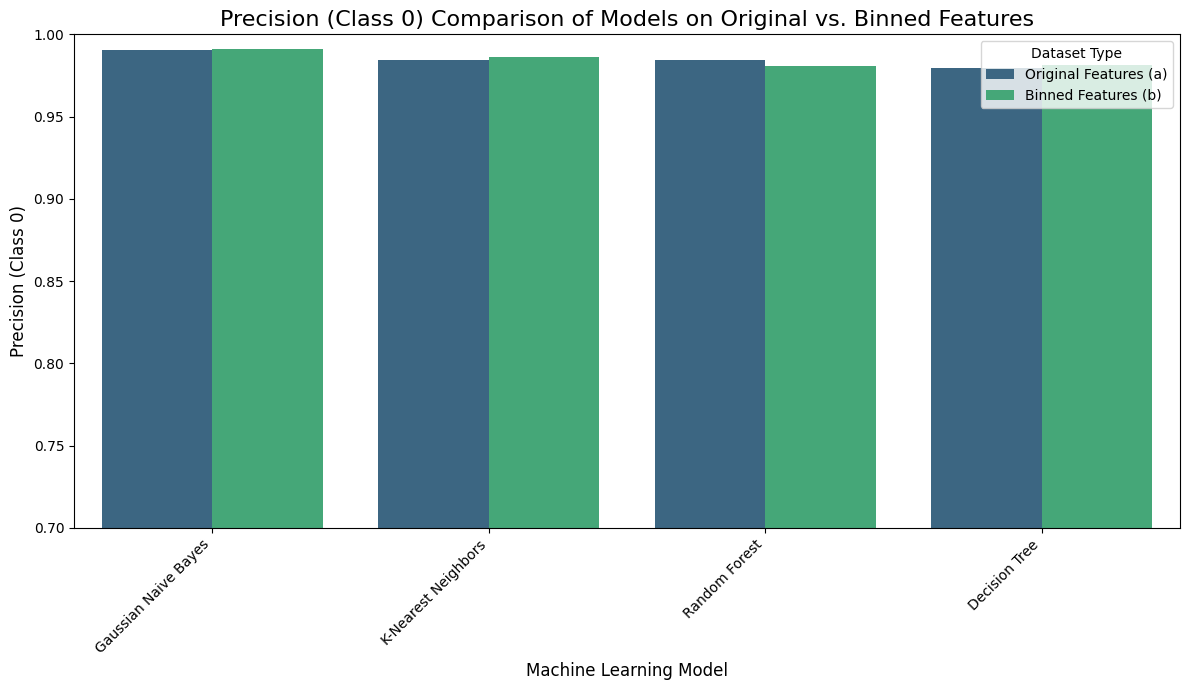 Precision (Class 0) Comparison of Models on Original vs. Binned Features
Precision (Class 0)
1.00
0.95
0.90
0.85
0.80
0.75
0.70
Dataset Type
Original Features (a)
Binned Features (b)
Gaussian Naive Bayes
K-Nearest Neighbors
Random Forest
Decision Tree
Machine Learning Model